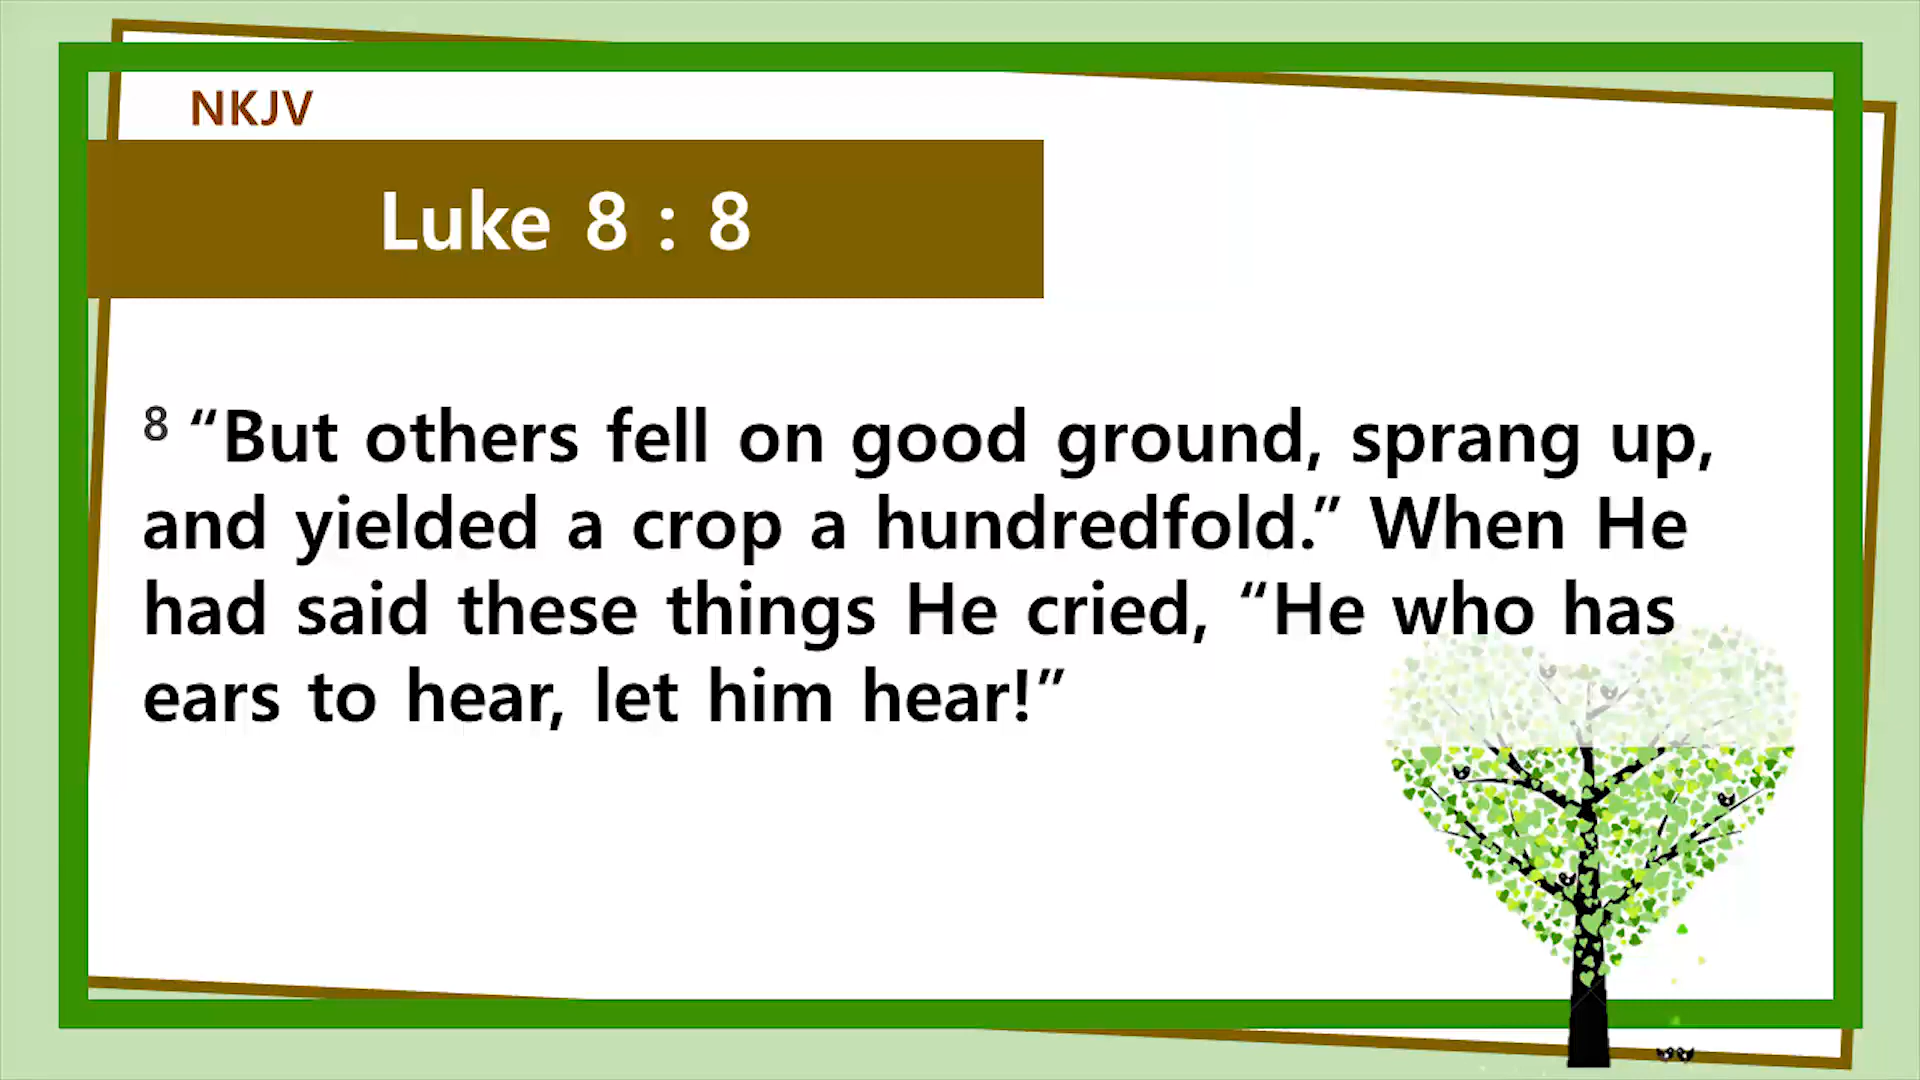 NKJV
Luke 8 : 8
8 “But others fell on good ground, sprang up,
and yielded a crop a hundredfold.” When He
had said these things He cried, “He who has
ears to hear, let him hear!”